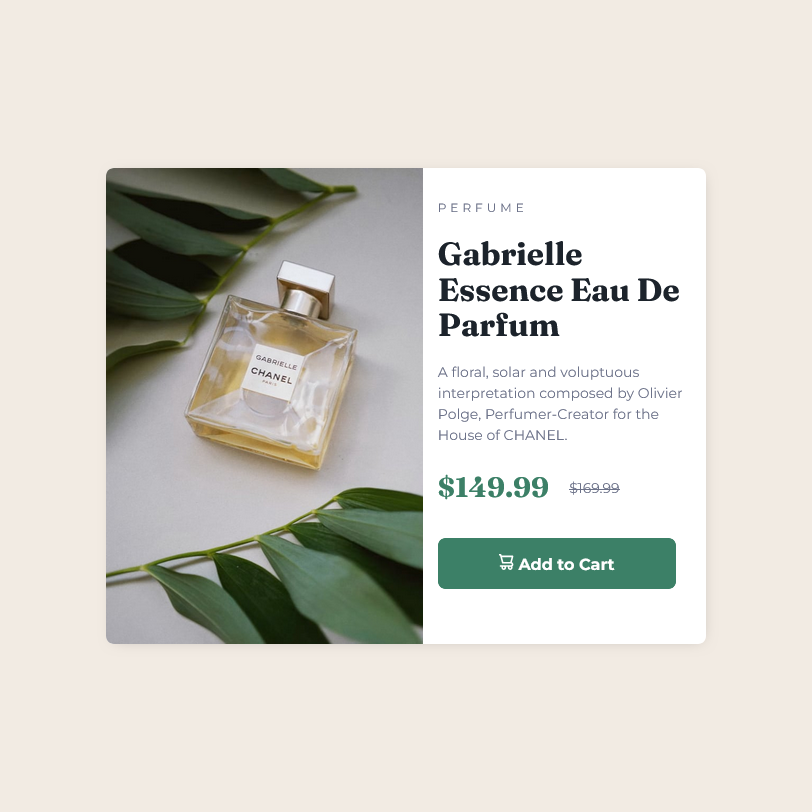 GABRIELLE
CHANEL
PARIS
PERFUME
Gabrielle
Essence Eau De
Parfum
A floral, solar and voluptuous
interpretation composed by Olivier
Polge, Perfumer-Creator for the
House of CHANEL.
$149.99 $169.99
Add to Cart